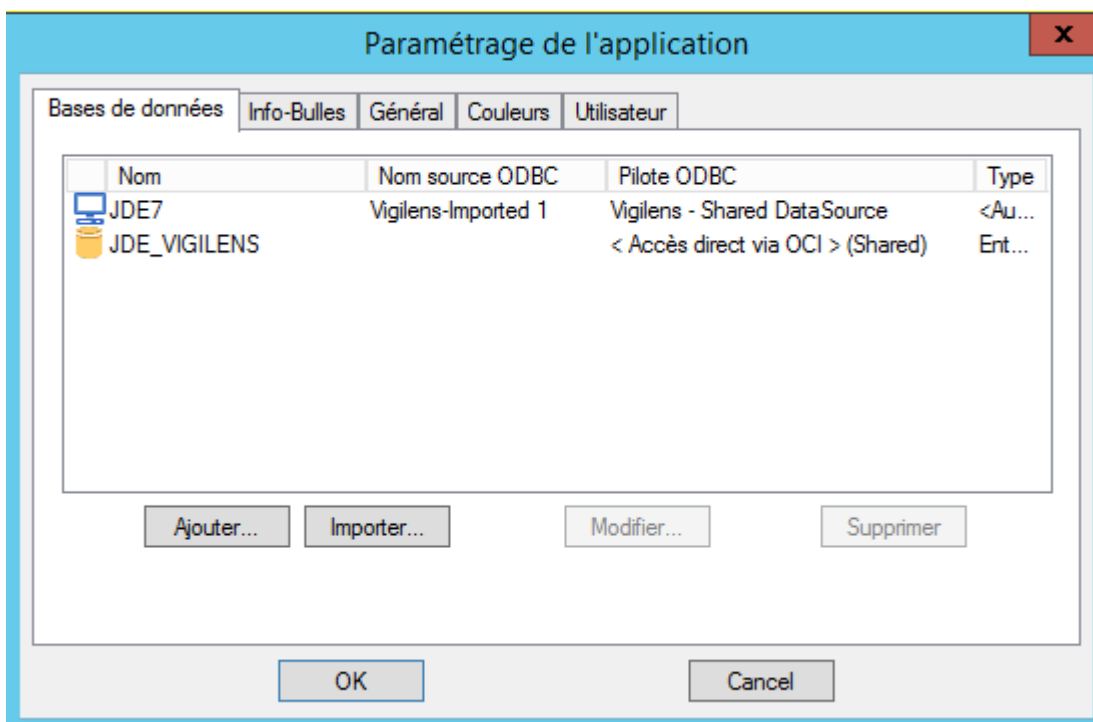 Paramétrage de l'application
x
Bases de données Info-Bulles Général Couleurs Utilisateur
Nom Nom source ODBC Pilote ODBC Type
JDE7 Vigilens-Imported 1 Vigilens - Shared DataSource <Au...
JDE_VIGILENS < Accès direct via OCI > (Shared) Ent...
Ajouter... Importer... Modifier... Supprimer
OK Cancel